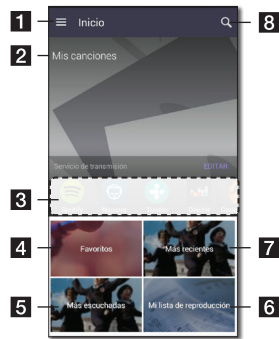 1
Inicio
8
2
Mis canciones
Servicio de transmisión
EDITAR
3
4
Favoritos
Más recientes
7
5
Más escuchadas
Mi lista de reproducción
6